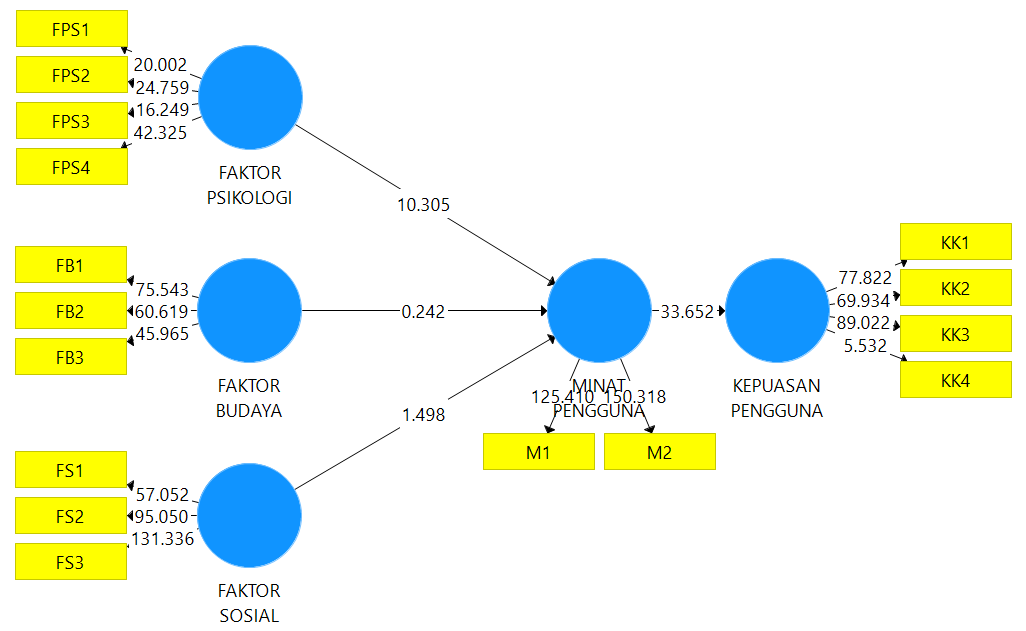 FPS1
FPS2
FPS3
FPS4
20.002
24.759
16.249
42.325
FAKTOR
PSIKOLOGI
10.305
FB1
FB2
FB3
75.543
60.619
45.965
FAKTOR
BUDAYA
0.242
FS1
FS2
FS3
57.052
95.050
131.336
FAKTOR
SOSIAL
1.498
MINAT
PENGGUNA
125.410
150.318
M1
M2
33.652
KEPUASAN
PENGGUNA
77.822
69.934
89.022
5.532
KK1
KK2
KK3
KK4